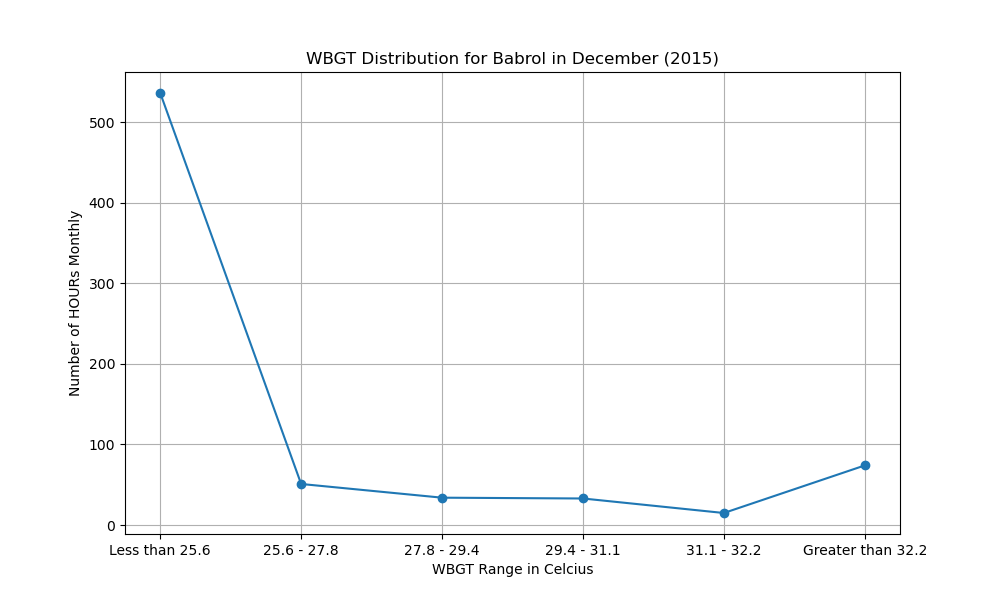 WBGT Distribution for Babrol in December (2015)
Number of HOURs Monthly
500
400
300
200
100
0
Less than 25.6
25.6 - 27.8
27.8 - 29.4
29.4 - 31.1
31.1 - 32.2
Greater than 32.2
WBGT Range in Celcius